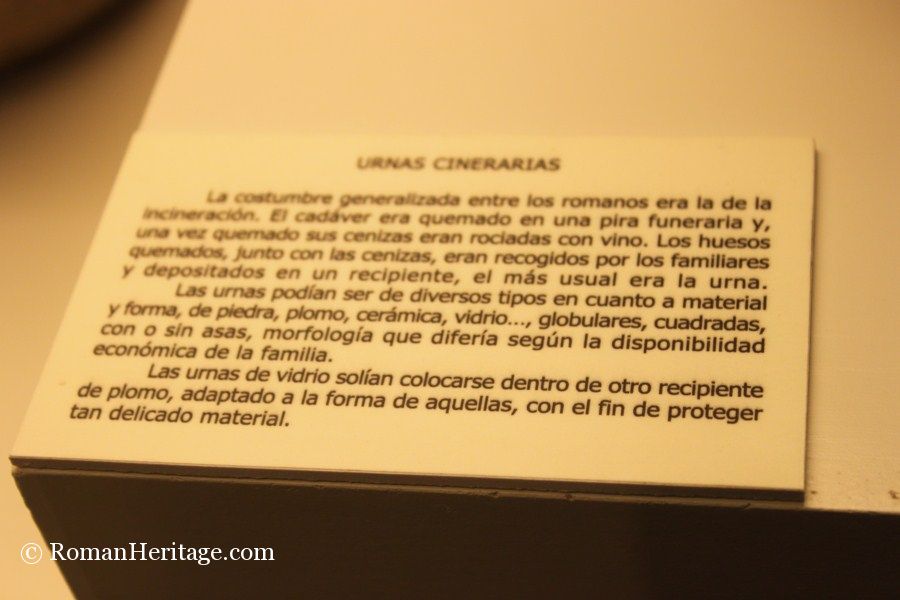 URNAS CINERARIAS
La costumbre generalizada entre los romanos era la de la
incineración. El cadáver era quemado en una pira funeraria y,
una vez quemado sus cenizas eran rociadas con vino. Los huesos
quemados, junto con las cenizas, eran recogidos por los familiares
y depositados en un recipiente, el más usual era la urna.
Las urnas podían ser de diversos tipos en cuanto a material
y forma, de piedra, plomo, cerámica, vidrio..., globulares, cuadradas,
con o sin asas, morfología que difería según la disponibilidad
económica de la familia.
Las urnas de vidrio solían colocarse dentro de otro recipiente
de plomo, adaptado a la forma de aquellas, con el fin de proteger
tan delicado material.
© RomanHeritage.com